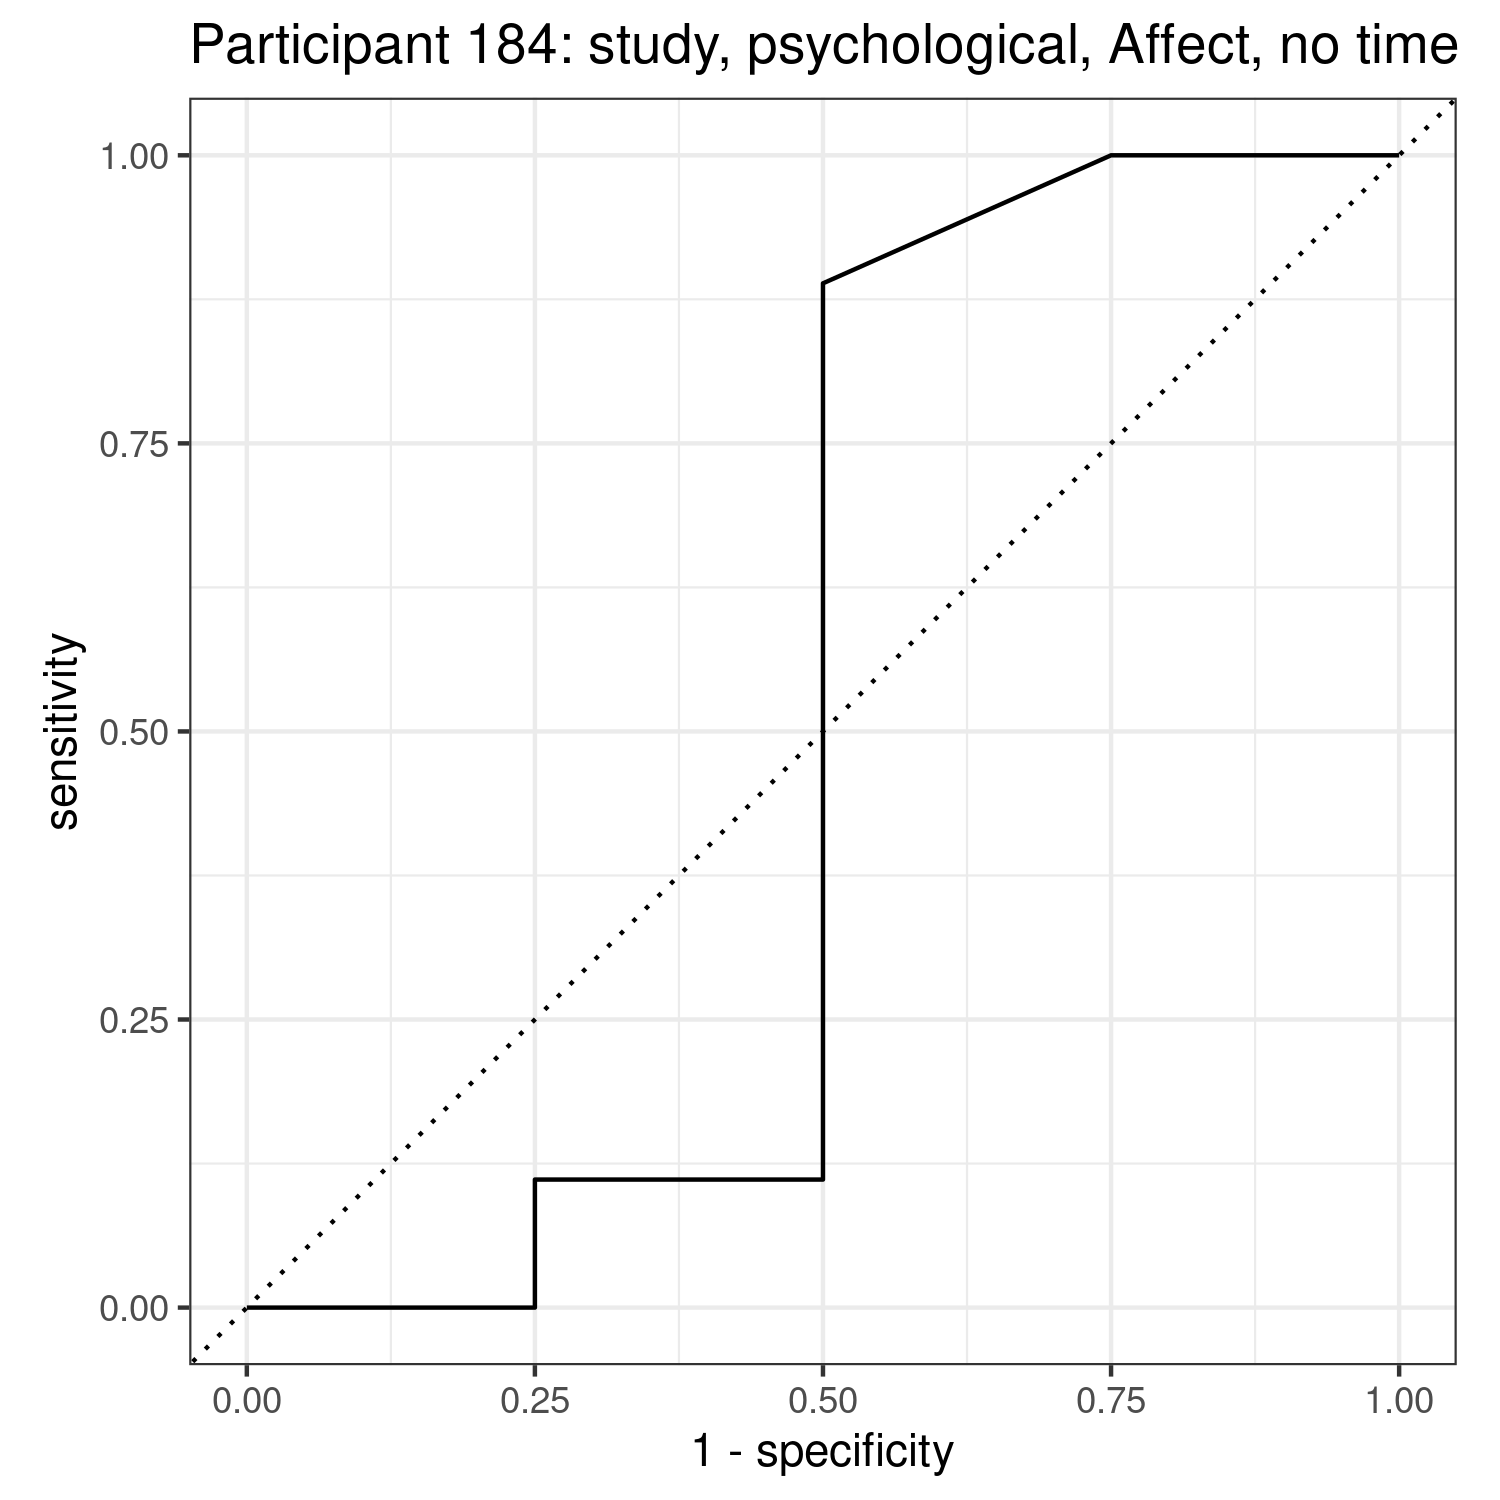 Participant 184: study, psychological, Affect, no time
1.00
0.75
0.50
0.25
0.00
sensitivity
0.00 0.25 0.50 0.75 1.00
1 - specificity